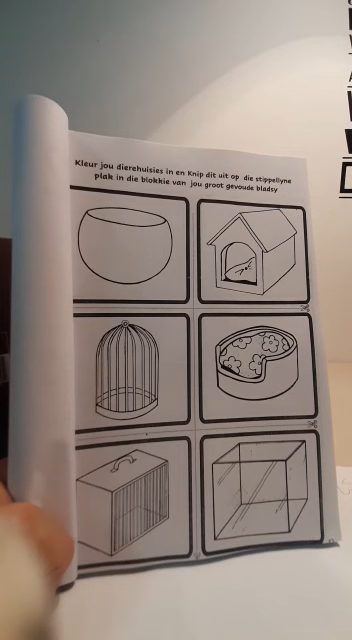 Kleur jou dierehuisies in en Knip dit uit op die stippellyne
plak in die blokkie van jou groot gevoude bladsy